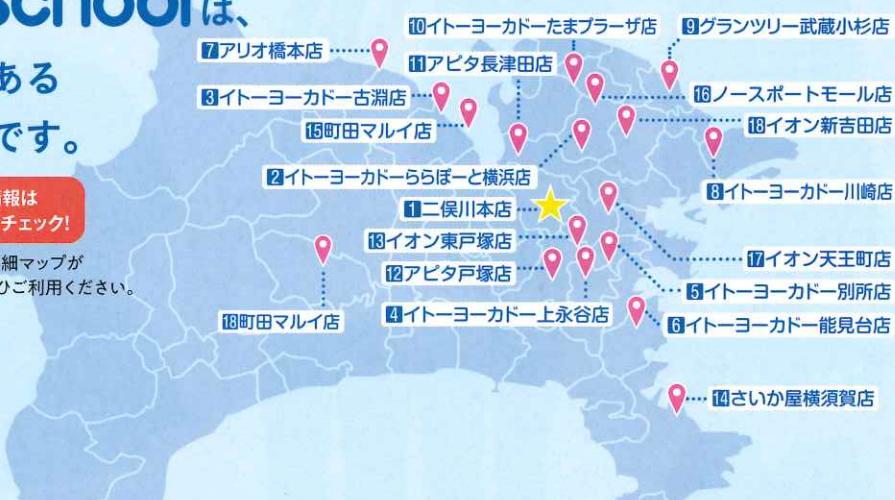 schoolは、
ある
です。
報は
チェック!
細マップが
ひご利用ください。
10イトーヨーカドーたまプラーザ店
9グランツリー武蔵小杉店
7アリオ橋本店
11アピタ長津田店
3イトーヨーカドー古淵店
16ノースポートモール店
15町田マルイ店
18イオン新吉田店
2イトーヨーカドーららぽーと横浜店
8イトーヨーカドー川崎店
1二俣川本店
13イオン東戸塚店
17イオン天王町店
12アピタ戸塚店
5イトーヨーカドー別所店
18町田マルイ店
4イトーヨーカドー上永谷店
6イトーヨーカドー能見台店
14さいか屋横須賀店